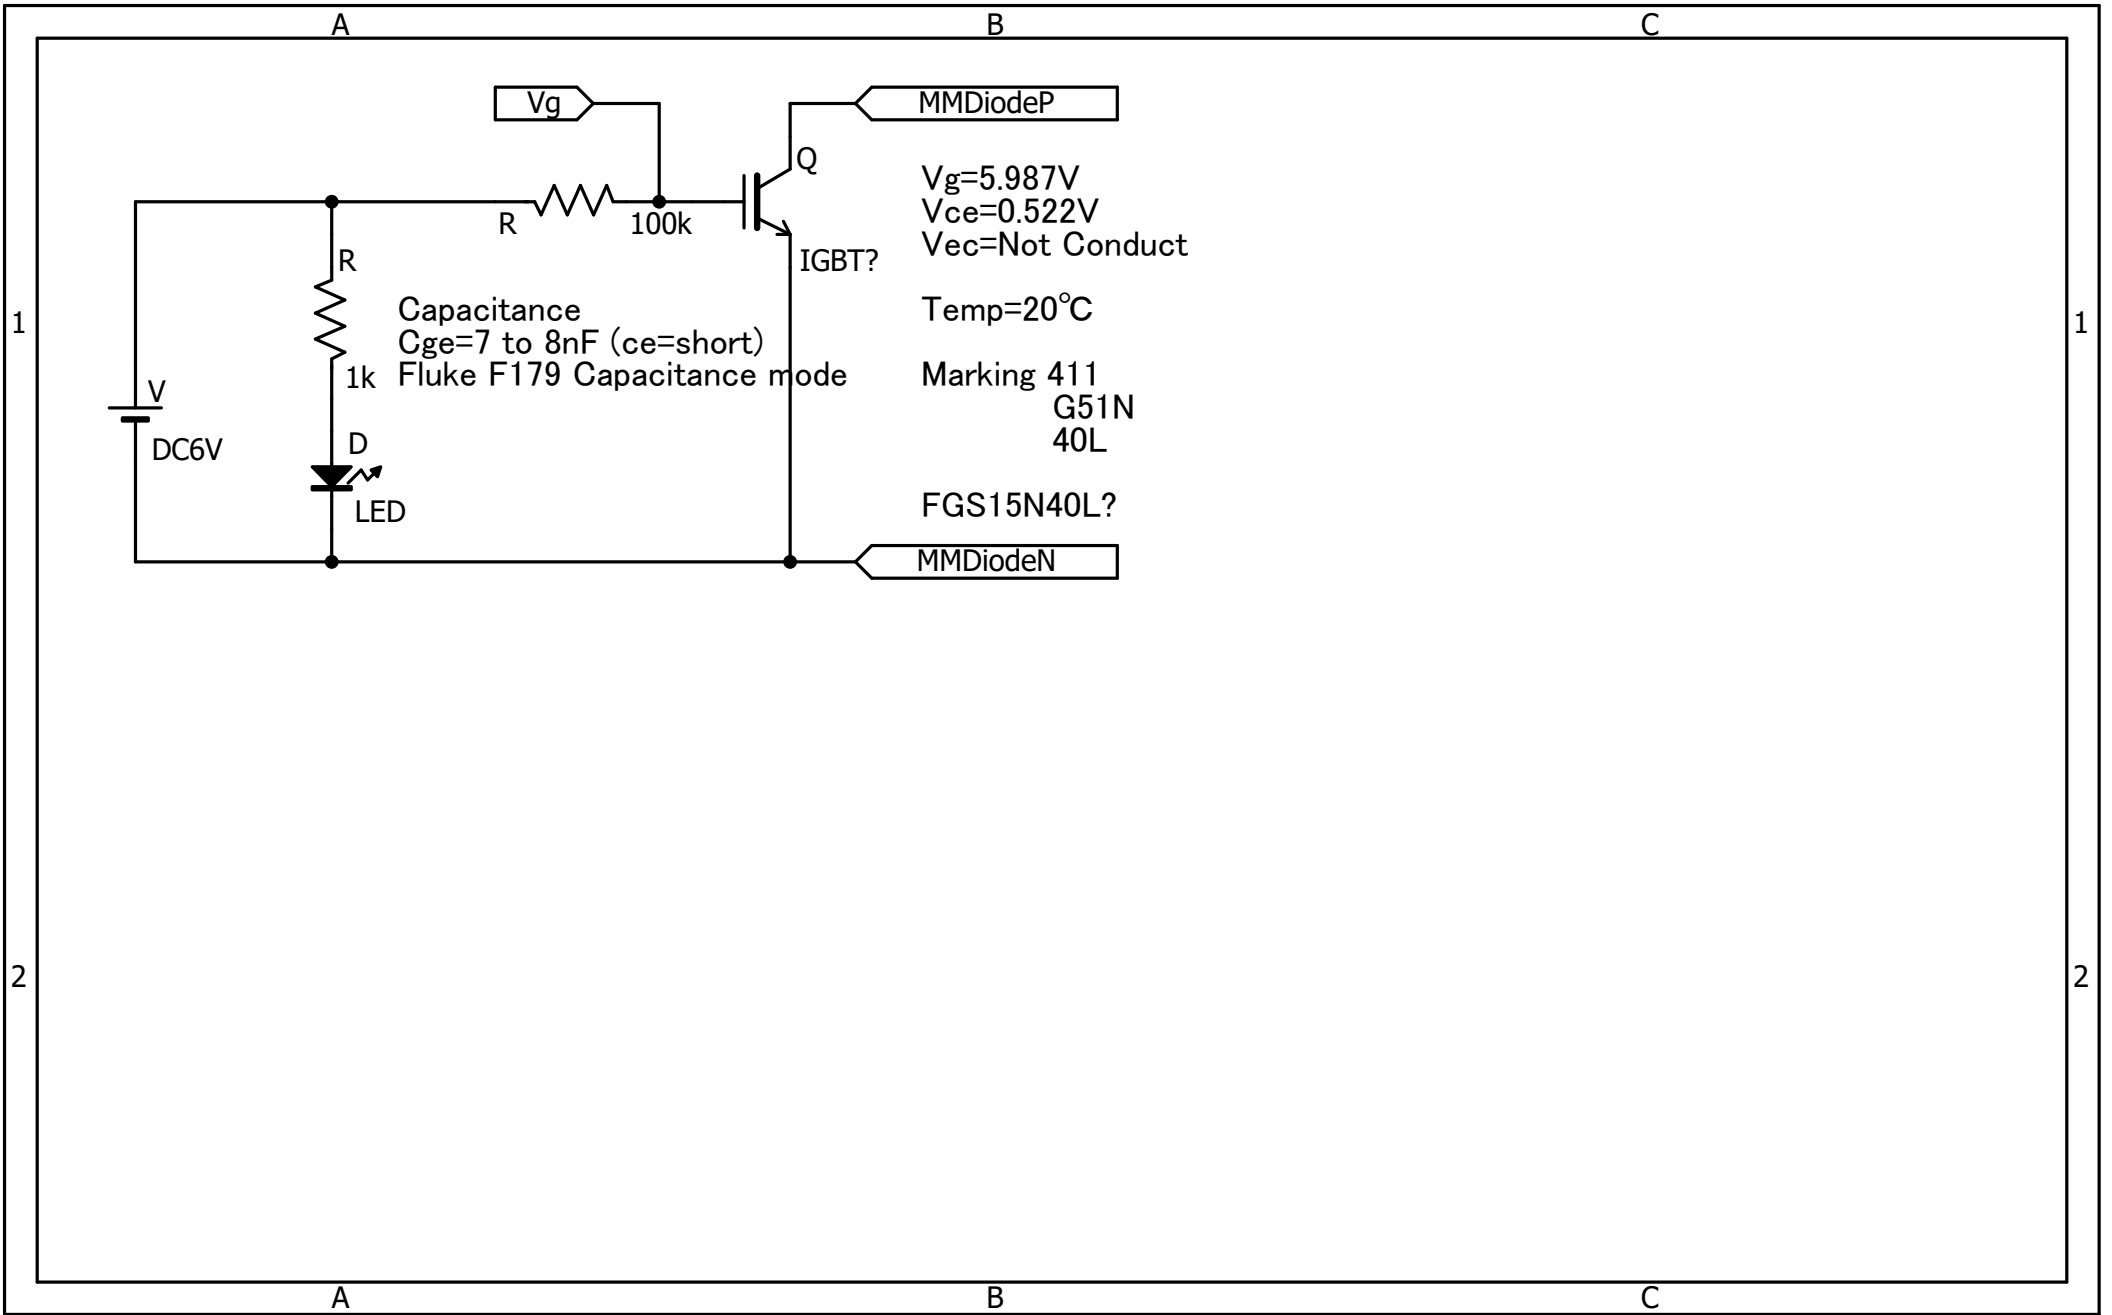 A
B
C
Vg
MMDiodeP
Q
Vg=5.987V
Vce=0.522V
Vec=Not Conduct
R
100k
IGBT?
R
1
Capacitance
Cge=7 to 8nF (ce=short)
Fluke F179 Capacitance mode
Temp=20℃
1
1k
Marking 411
G51N
40L
V
DC6V
D
LED
FGS15N40L?
MMDiodeN
2
2
A
B
C